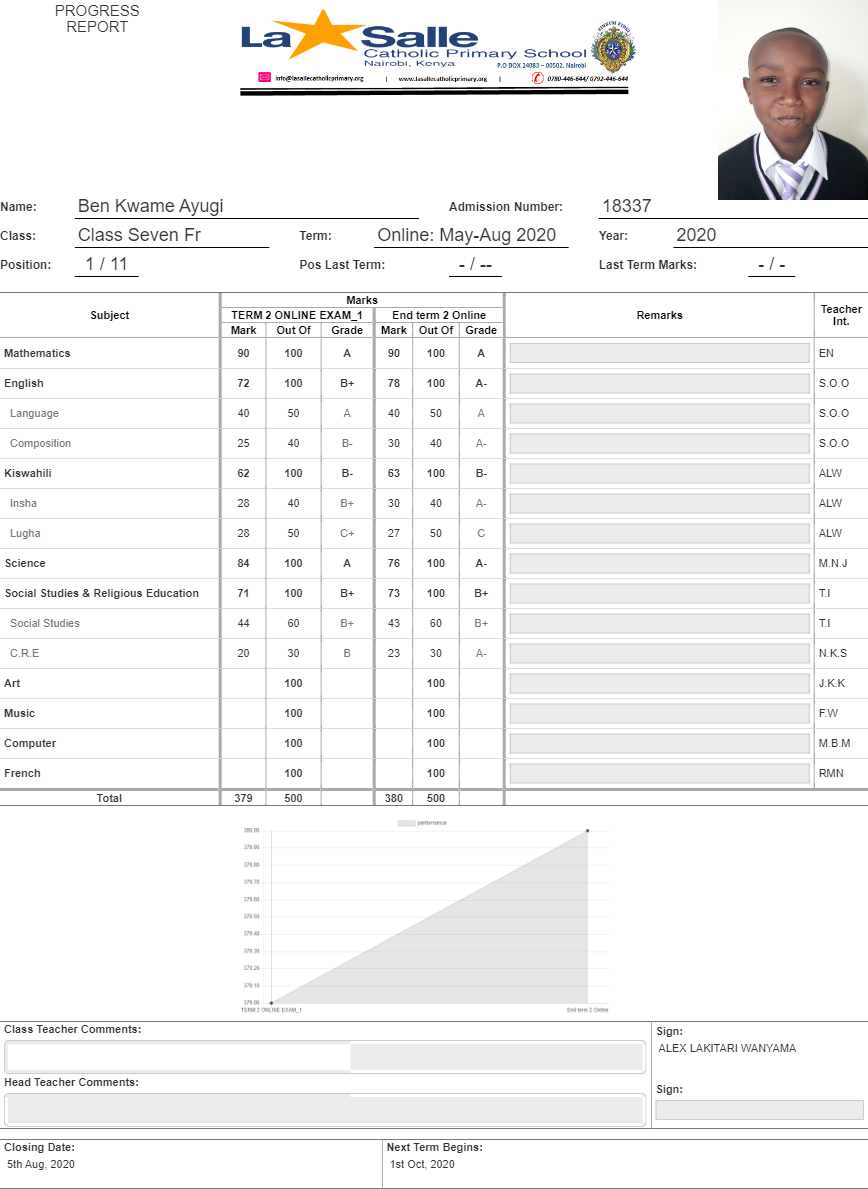 PROGRESS
REPORT
La Salle
Catholic Primary School
Nairobi, Kenya
P.O BOX 24083 – 00502, Nairobi
info@lasallecatholicprimary.org | www.lasallecatholicprimary.org | 0780-446-644/ 0792-446-644
Name: Ben Kwame Ayugi Admission Number: 18337
Class: Class Seven Fr Term: Online: May-Aug 2020 Year: 2020
Position: 1 / 11 Pos Last Term: - / -- Last Term Marks: - / -
Marks
Subject TERM 2 ONLINE EXAM_1 End term 2 Online Remarks Teacher Int.
Mark Out Of Grade Mark Out Of Grade
Mathematics 90 100 A 90 100 A EN
English 72 100 B+ 78 100 A- S.O.O
Language 40 50 A 40 50 A S.O.O
Composition 25 40 B- 30 40 A- S.O.O
Kiswahili 62 100 B- 63 100 B- ALW
Insha 28 40 B+ 30 40 A- ALW
Lugha 28 50 C+ 27 50 C ALW
Science 84 100 A 76 100 A- M.N.J
Social Studies & Religious Education 71 100 B+ 73 100 B+ T.I
Social Studies 44 60 B+ 43 60 B+ T.I
C.R.E 20 30 B 23 30 A- N.K.S
Art 100 100 J.K.K
Music 100 100 F.W
Computer 100 100 M.B.M
French 100 100 RMN
Total 379 500 380 500
performance
380.00
379.90
379.80
379.70
379.60
379.50
379.40
379.30
379.20
379.10
379.00
TERM 2 ONLINE EXAM_1 End term 2 Online
Class Teacher Comments: Sign:
ALEX LAKITARI WANYAMA
Head Teacher Comments: Sign:
Closing Date: Next Term Begins:
5th Aug, 2020 1st Oct, 2020